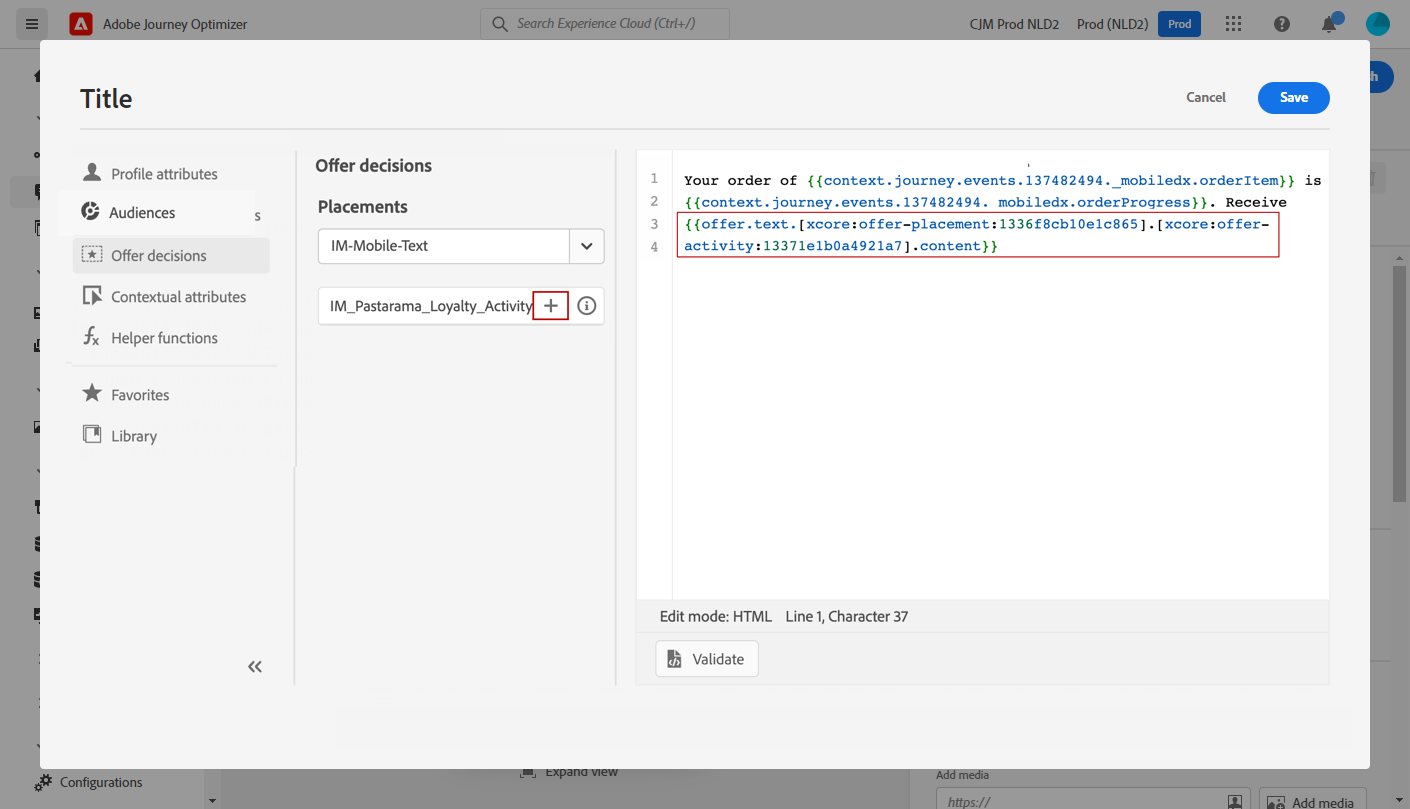 Adobe Journey Optimizer
Search Experience Cloud (Ctrl+/)
CJM Prod NLD2
Prod (NLD2)
Prod
h
Title
Cancel
Save
Profile attributes
Audiences
s
Offer decisions
Contextual attributes
Helper functions
Favorites
Library
Offer decisions
Placements
IM-Mobile-Text
IM_Pastarama_Loyalty_Activity
1 Your order of {{context.journey.events.137482494._mobiledx.orderItem}} is
2 {{context.journey.events.137482494. mobiledx.orderProgress}}. Receive
3 {{offer.text.[xcore:offer-placement:1336f8cb10e1c865].[xcore:offer-
4 activity:13371e1b0a4921a7].content}}
Edit mode: HTML Line 1, Character 37
Validate
Expand view
Configurations
Add media
https://
Add media